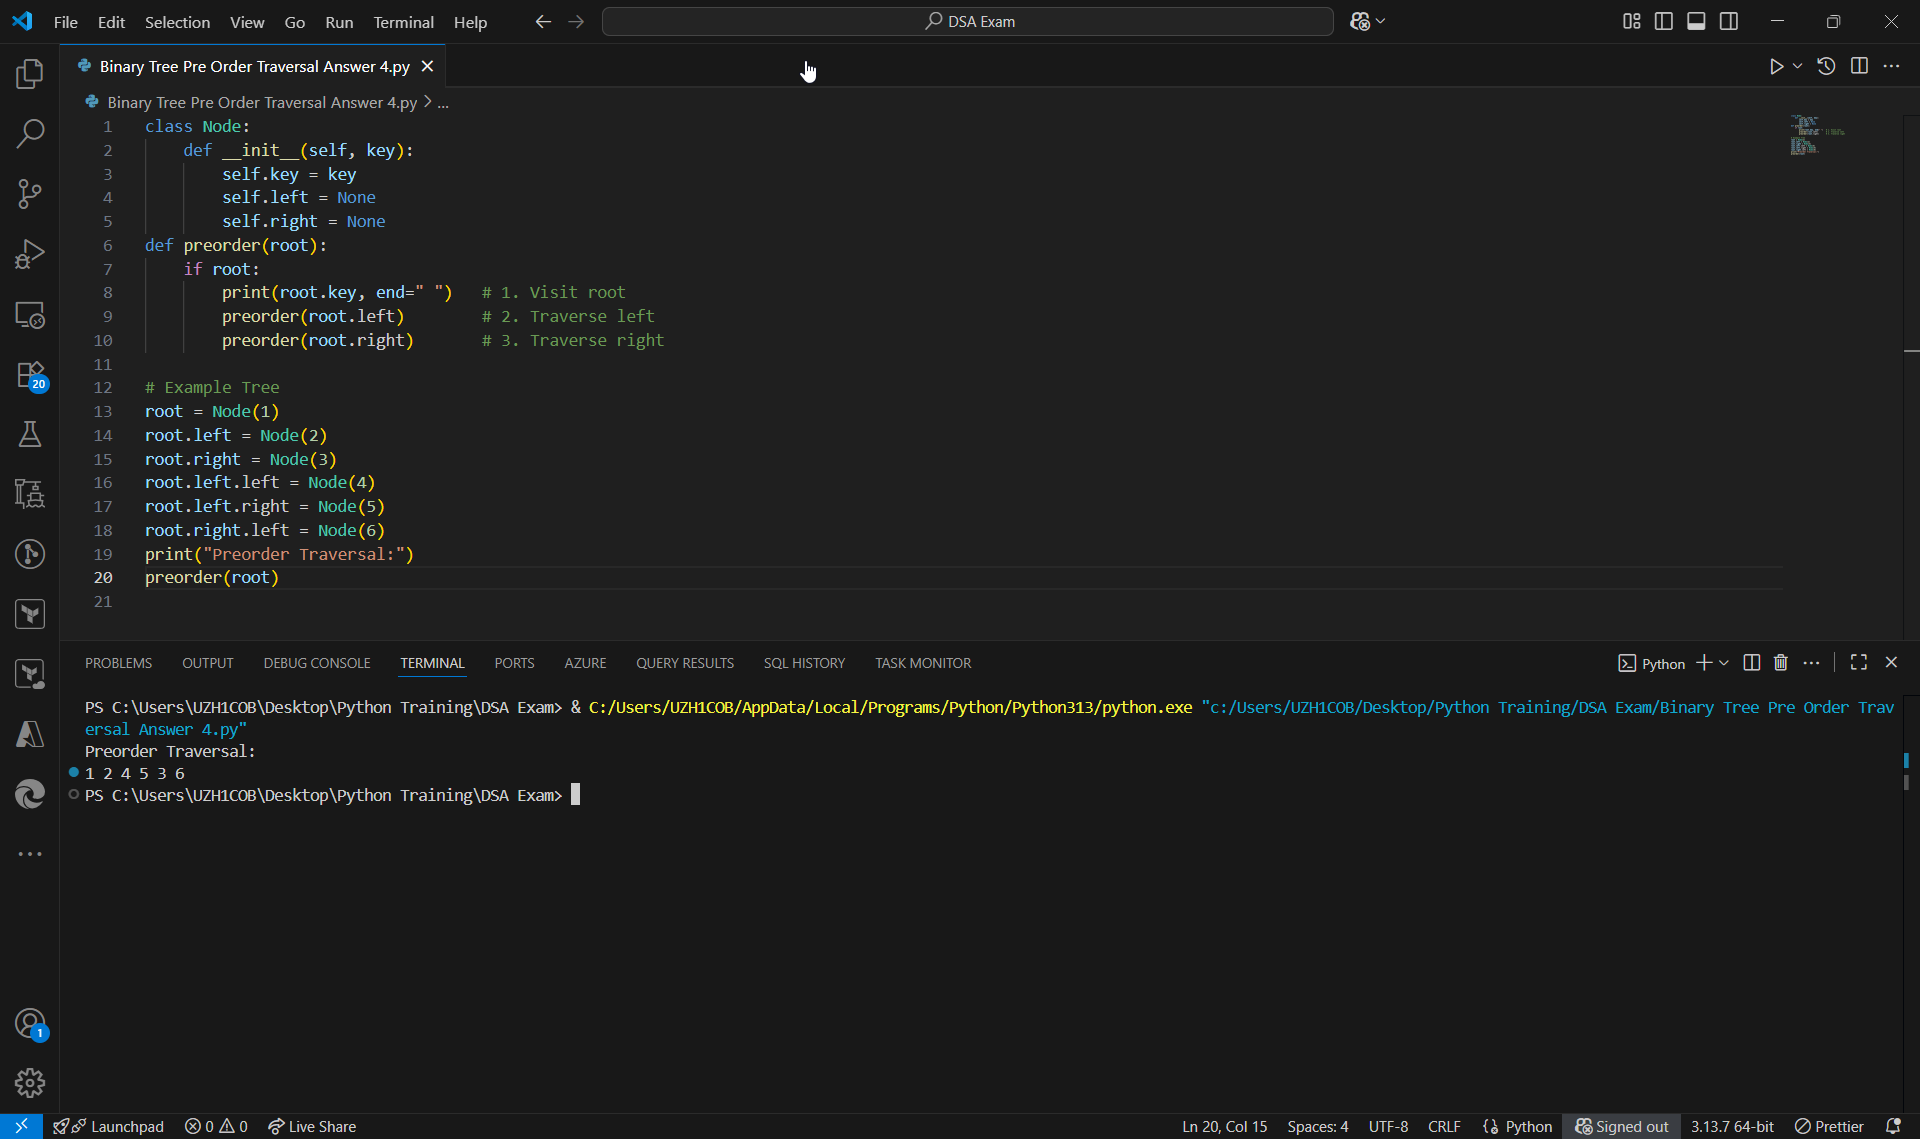 File Edit Selection View Go Run Terminal Help
DSA Exam
Binary Tree Pre Order Traversal Answer 4.py
Binary Tree Pre Order Traversal Answer 4.py > ...
1 class Node:
2     def __init__(self, key):
3         self.key = key
4         self.left = None
5         self.right = None
6 def preorder(root):
7     if root:
8         print(root.key, end=" ")   # 1. Visit root
9         preorder(root.left)        # 2. Traverse left
10         preorder(root.right)       # 3. Traverse right
11
12 # Example Tree
13 root = Node(1)
14 root.left = Node(2)
15 root.right = Node(3)
16 root.left.left = Node(4)
17 root.left.right = Node(5)
18 root.right.left = Node(6)
19 print("Preorder Traversal:")
20 preorder(root)
21
20
PROBLEMS OUTPUT DEBUG CONSOLE TERMINAL PORTS AZURE QUERY RESULTS SQL HISTORY TASK MONITOR
Python
PS C:\Users\UZH1COB\Desktop\Python Training\DSA Exam> & C:/Users/UZH1COB/AppData/Local/Programs/Python/Python313/python.exe "c:/Users/UZH1COB/Desktop/Python Training/DSA Exam/Binary Tree Pre Order Trav
ersal Answer 4.py"
Preorder Traversal:
1 2 4 5 3 6
PS C:\Users\UZH1COB\Desktop\Python Training\DSA Exam>
1
Launchpad 0 0 Live Share Ln 20, Col 15 Spaces: 4 UTF-8 CRLF Python Signed out 3.13.7 64-bit Prettier